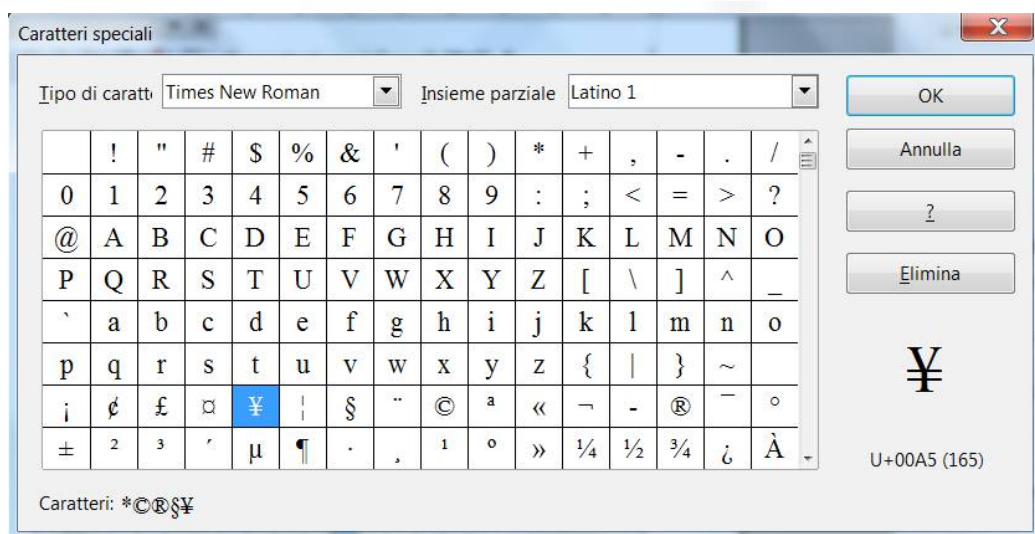 Caratteri speciali
Tipo di caratt Times New Roman Insieme parziale Latino 1
OK
Annulla
?
Elimina
! " # $ % & ' ( ) * + , - . /
0 1 2 3 4 5 6 7 8 9 : ; < = > ?
@ A B C D E F G H I J K L M N O
P Q R S T U V W X Y Z [ \ ] ^ _
` a b c d e f g h i j k l m n o
p q r s t u v w x y z { | } ~
¡ ¢ £ ¤ ¥ ¦ § ¨ © ª « ¬ - ® ¯ °
± ² ³ ´ µ ¶ · ¸ ¹ º » ¼ ½ ¾ ¿ À
¥
U+00A5 (165)
Caratteri: *©®§¥